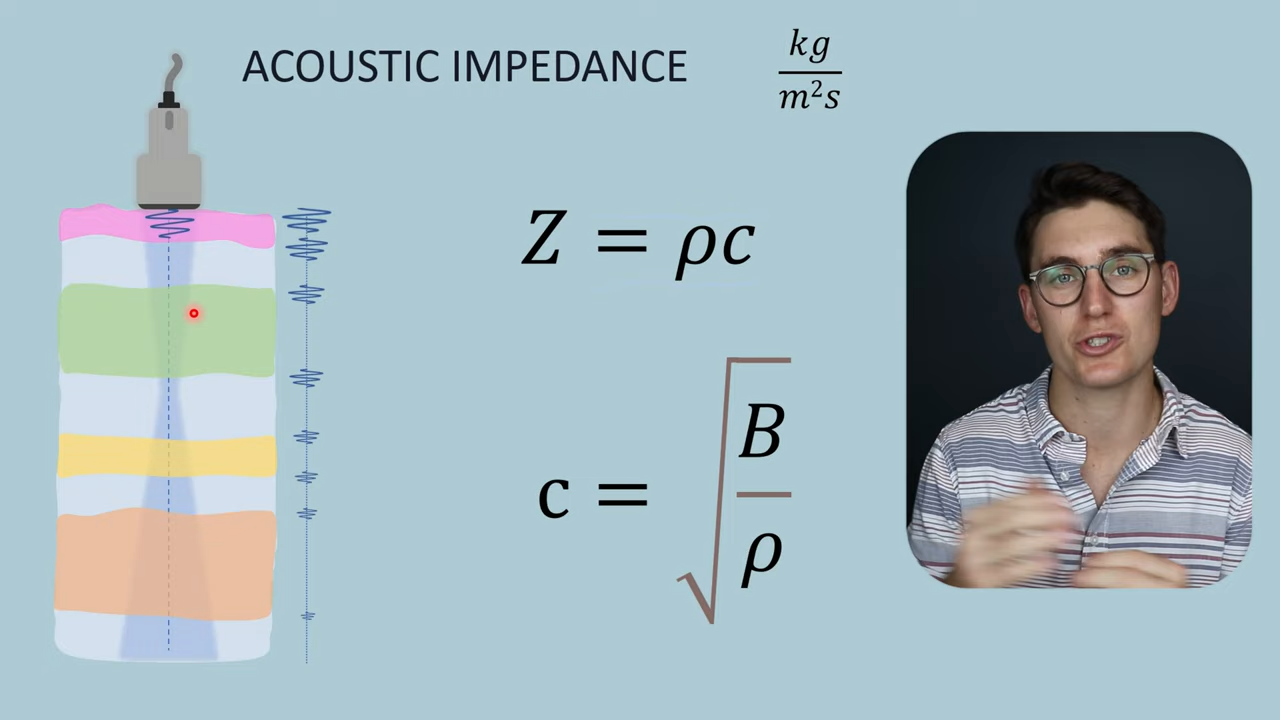 ACOUSTIC IMPEDANCE
kg
m²s
Z = ρc
c = √
B
ρ